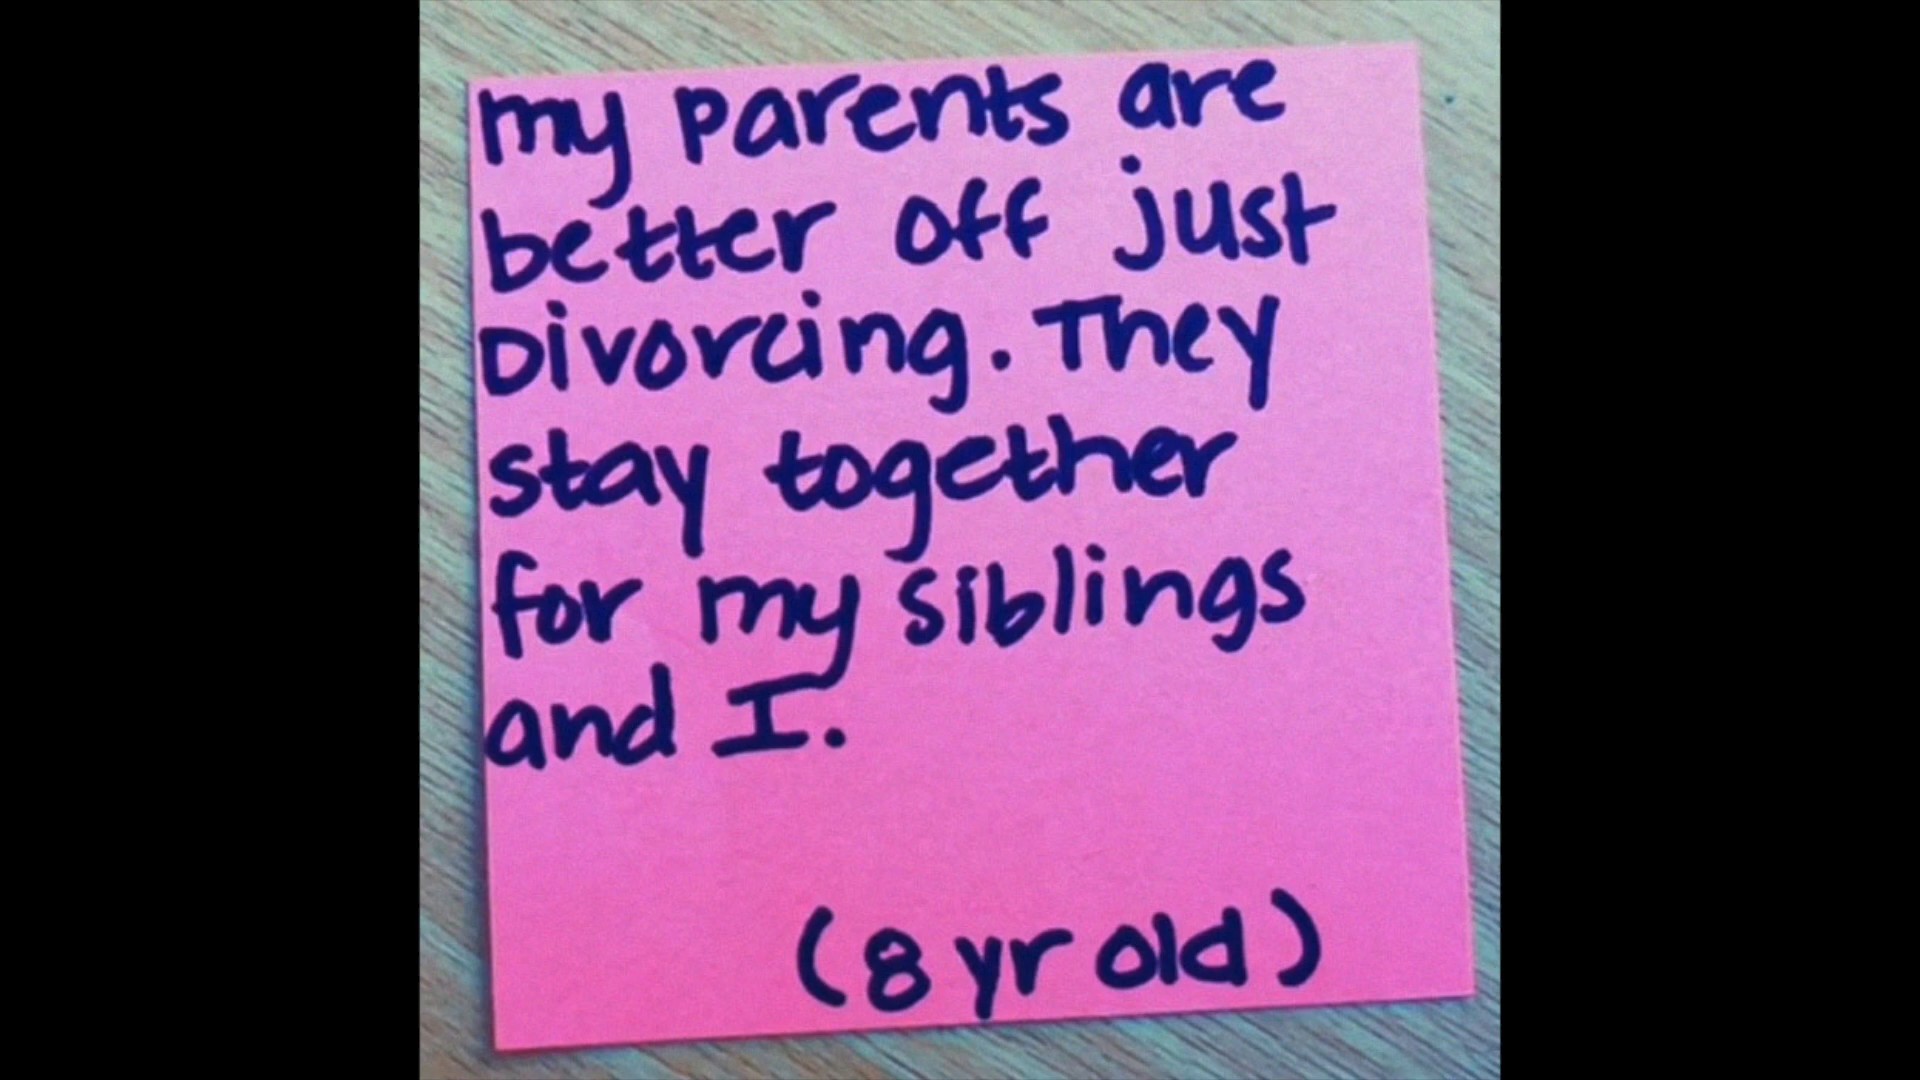 my parents are
better off just
Divorcing. They
stay together
for my siblings
and I.
(8 yr old)